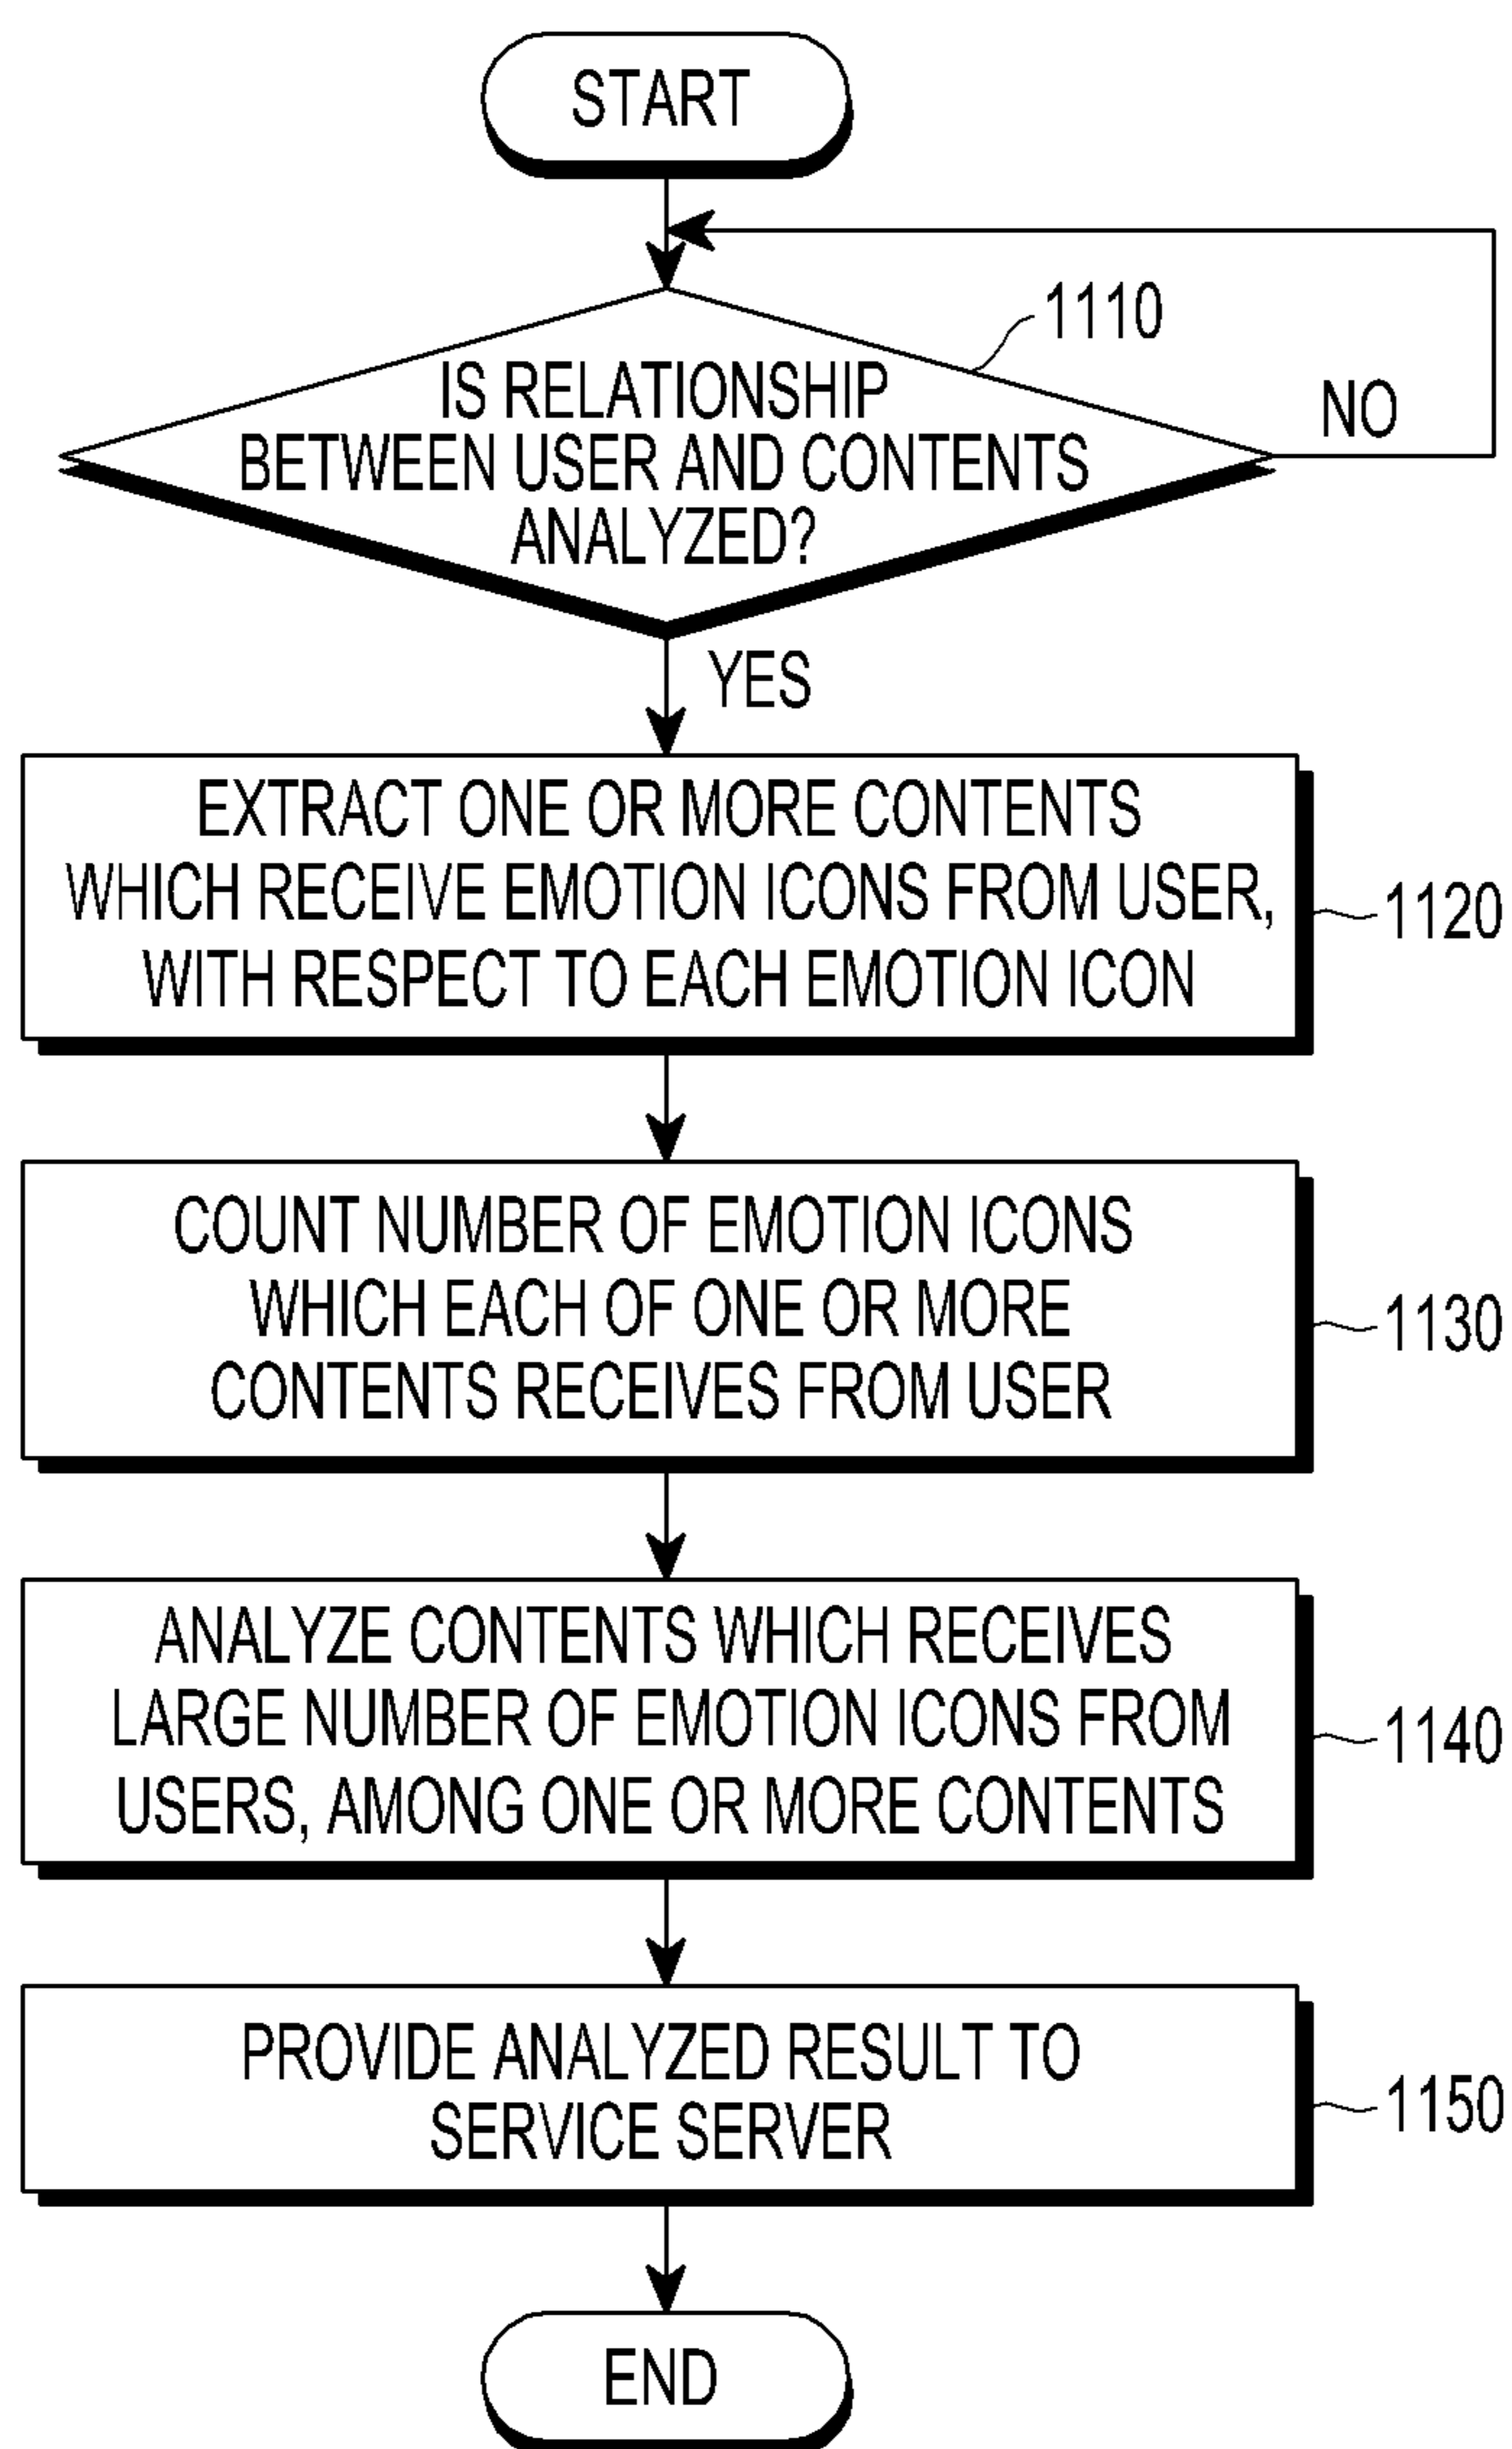 START
1110
IS RELATIONSHIP
BETWEEN USER AND CONTENTS
ANALYZED?
NO
YES
EXTRACT ONE OR MORE CONTENTS
WHICH RECEIVE EMOTION ICONS FROM USER,
WITH RESPECT TO EACH EMOTION ICON
1120
COUNT NUMBER OF EMOTION ICONS
WHICH EACH OF ONE OR MORE
CONTENTS RECEIVES FROM USER
1130
ANALYZE CONTENTS WHICH RECEIVES
LARGE NUMBER OF EMOTION ICONS FROM
USERS, AMONG ONE OR MORE CONTENTS
1140
PROVIDE ANALYZED RESULT TO
SERVICE SERVER
1150
END